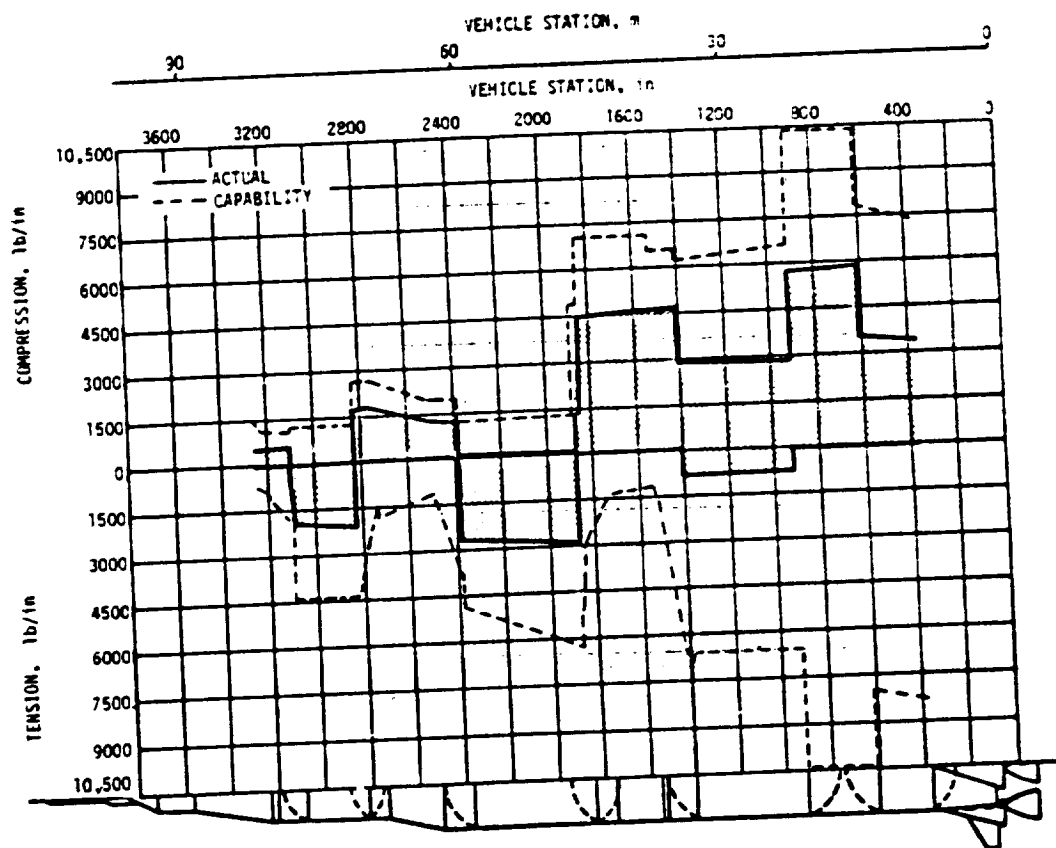 VEHICLE STATION, m
90 60 30 0
VEHICLE STATION, in
3600 3200 2800 2400 2000 1600 1200 800 400 0
10,500
ACTUAL
9000
CAPABILITY
7500
6000
4500
3000
1500
0
1500
3000
4500
6000
7500
9000
10,500
COMPRESSION, lb/in
TENSION, lb/in